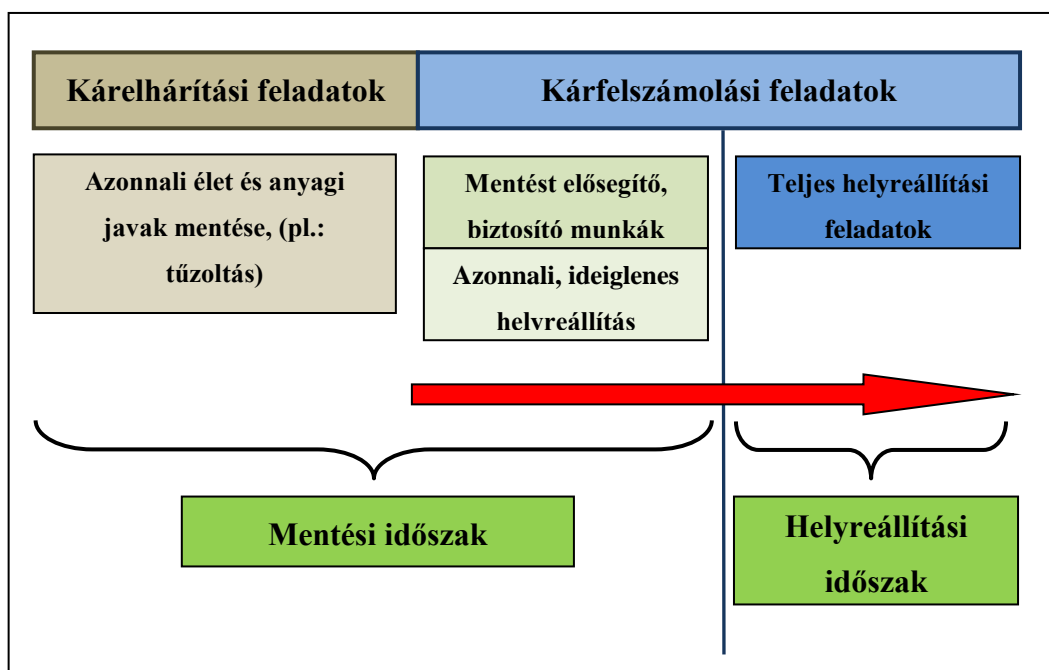 Kárelhárítási feladatok
Kárfelszámolási feladatok
Azonnali élet és anyagi
javak mentése, (pl.:
tűzoltás)
Mentést elősegítő,
biztosító munkák
Azonnali, ideiglenes
helvreállítás
Teljes helyreállítási
feladatok
Mentési időszak
Helyreállítási
időszak